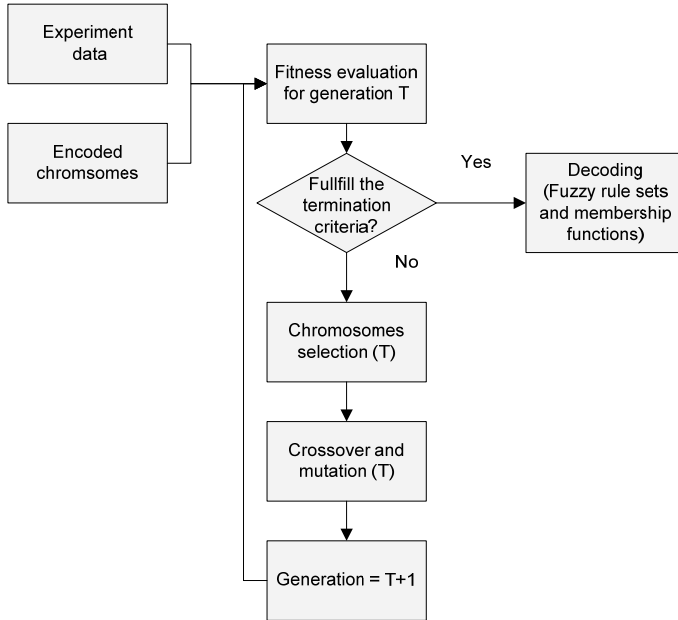 Experiment
data
Encoded
chromsomes
Fitness evaluation
for generation T
Fullfill the
termination
criteria?
Yes
Decoding
(Fuzzy rule sets
and membership
functions)
No
Chromosomes
selection (T)
Crossover and
mutation (T)
Generation = T+1